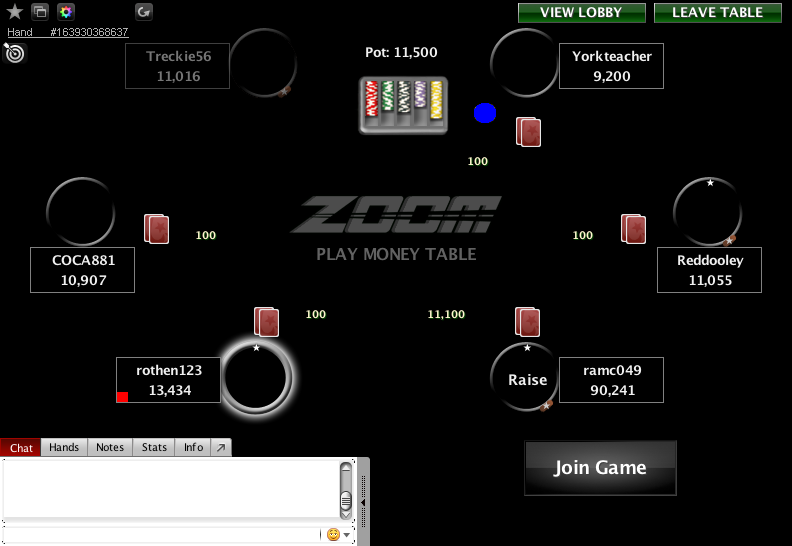 VIEW LOBBY
LEAVE TABLE
Hand #163930368637
Treckie56
11,016
Pot: 11,500
Yorkteacher
9,200
100
100
100
ZOOM
PLAY MONEY TABLE
COCA881
10,907
Reddooley
11,055
100
11,100
rothen123
13,434
Raise
ramc049
90,241
Chat
Hands
Notes
Stats
Info
Join Game